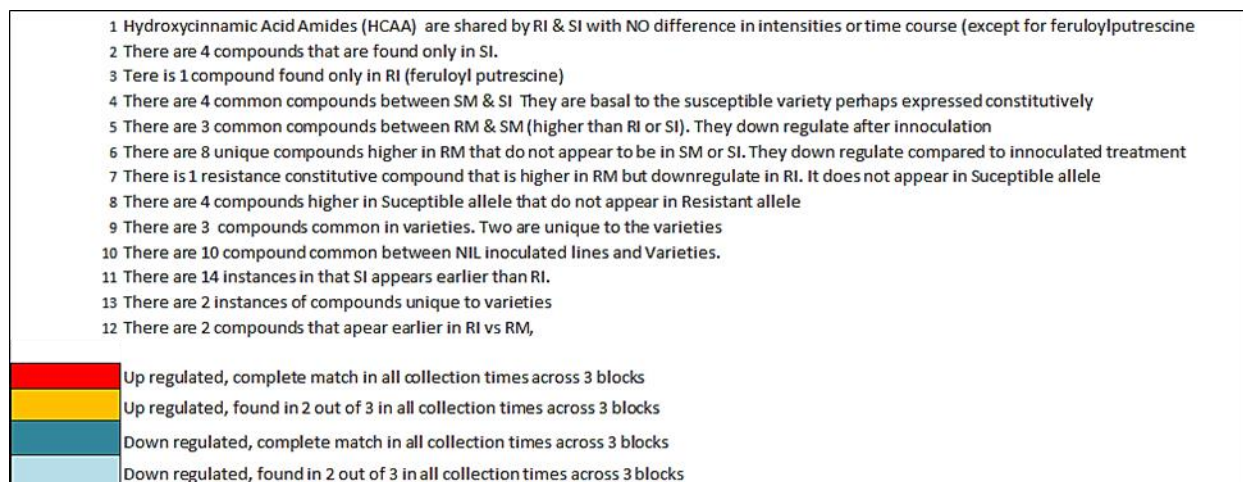 1 Hydroxycinnamic Acid Amides (HCAA) are shared by RI & SI with NO difference in intensities or time course (except for feruloylputrescine
2 There are 4 compounds that are found only in SI.
3 Tere is 1 compound found only in RI (feruloyl putrescine)
4 There are 4 common compounds between SM & SI They are basal to the susceptible variety perhaps expressed constitutively
5 There are 3 common compounds between RM & SM (higher than RI or SI). They down regulate after innoculation
6 There are 8 unique compounds higher in RM that do not appear to be in SM or SI. They down regulate compared to innoculated treatment
7 There is 1 resistance constitutive compound that is higher in RM but downregulate in RI. It does not appear in Suceptible allele
8 There are 4 compounds higher in Suceptible allele that do not appear in Resistant allele
9 There are 3 compounds common in varieties. Two are unique to the varieties
10 There are 10 compound common between NIL inoculated lines and Varieties.
11 There are 14 instances in that SI appears earlier than RI.
13 There are 2 instances of compounds unique to varieties
12 There are 2 compounds that apear earlier in RI vs RM,
Up regulated, complete match in all collection times across 3 blocks
Up regulated, found in 2 out of 3 in all collection times across 3 blocks
Down regulated, complete match in all collection times across 3 blocks
Down regulated, found in 2 out of 3 in all collection times across 3 blocks